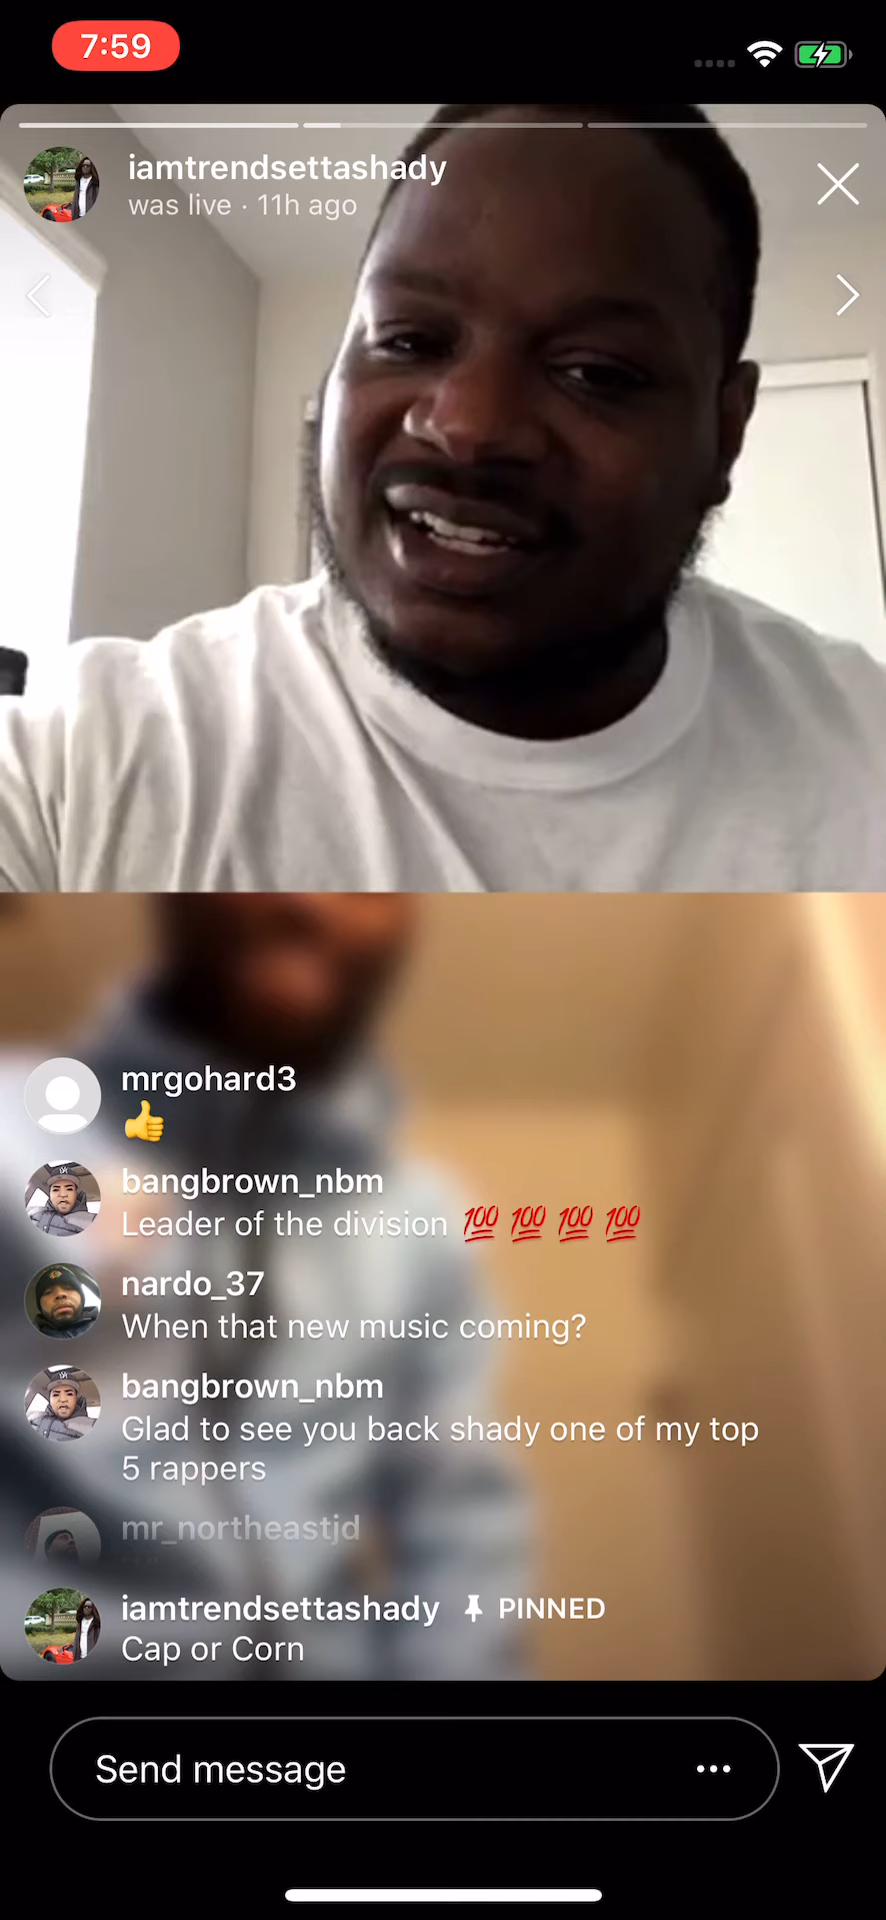 7:59
iamtrendsettashady
was live · 11h ago
mrgohard3
👍
bangbrown_nbm
Leader of the division 💯 💯 💯 💯
nardo_37
When that new music coming?
bangbrown_nbm
Glad to see you back shady one of my top
5 rappers
mr_northeastjd
iamtrendsettashady PINNED
Cap or Corn
Send message